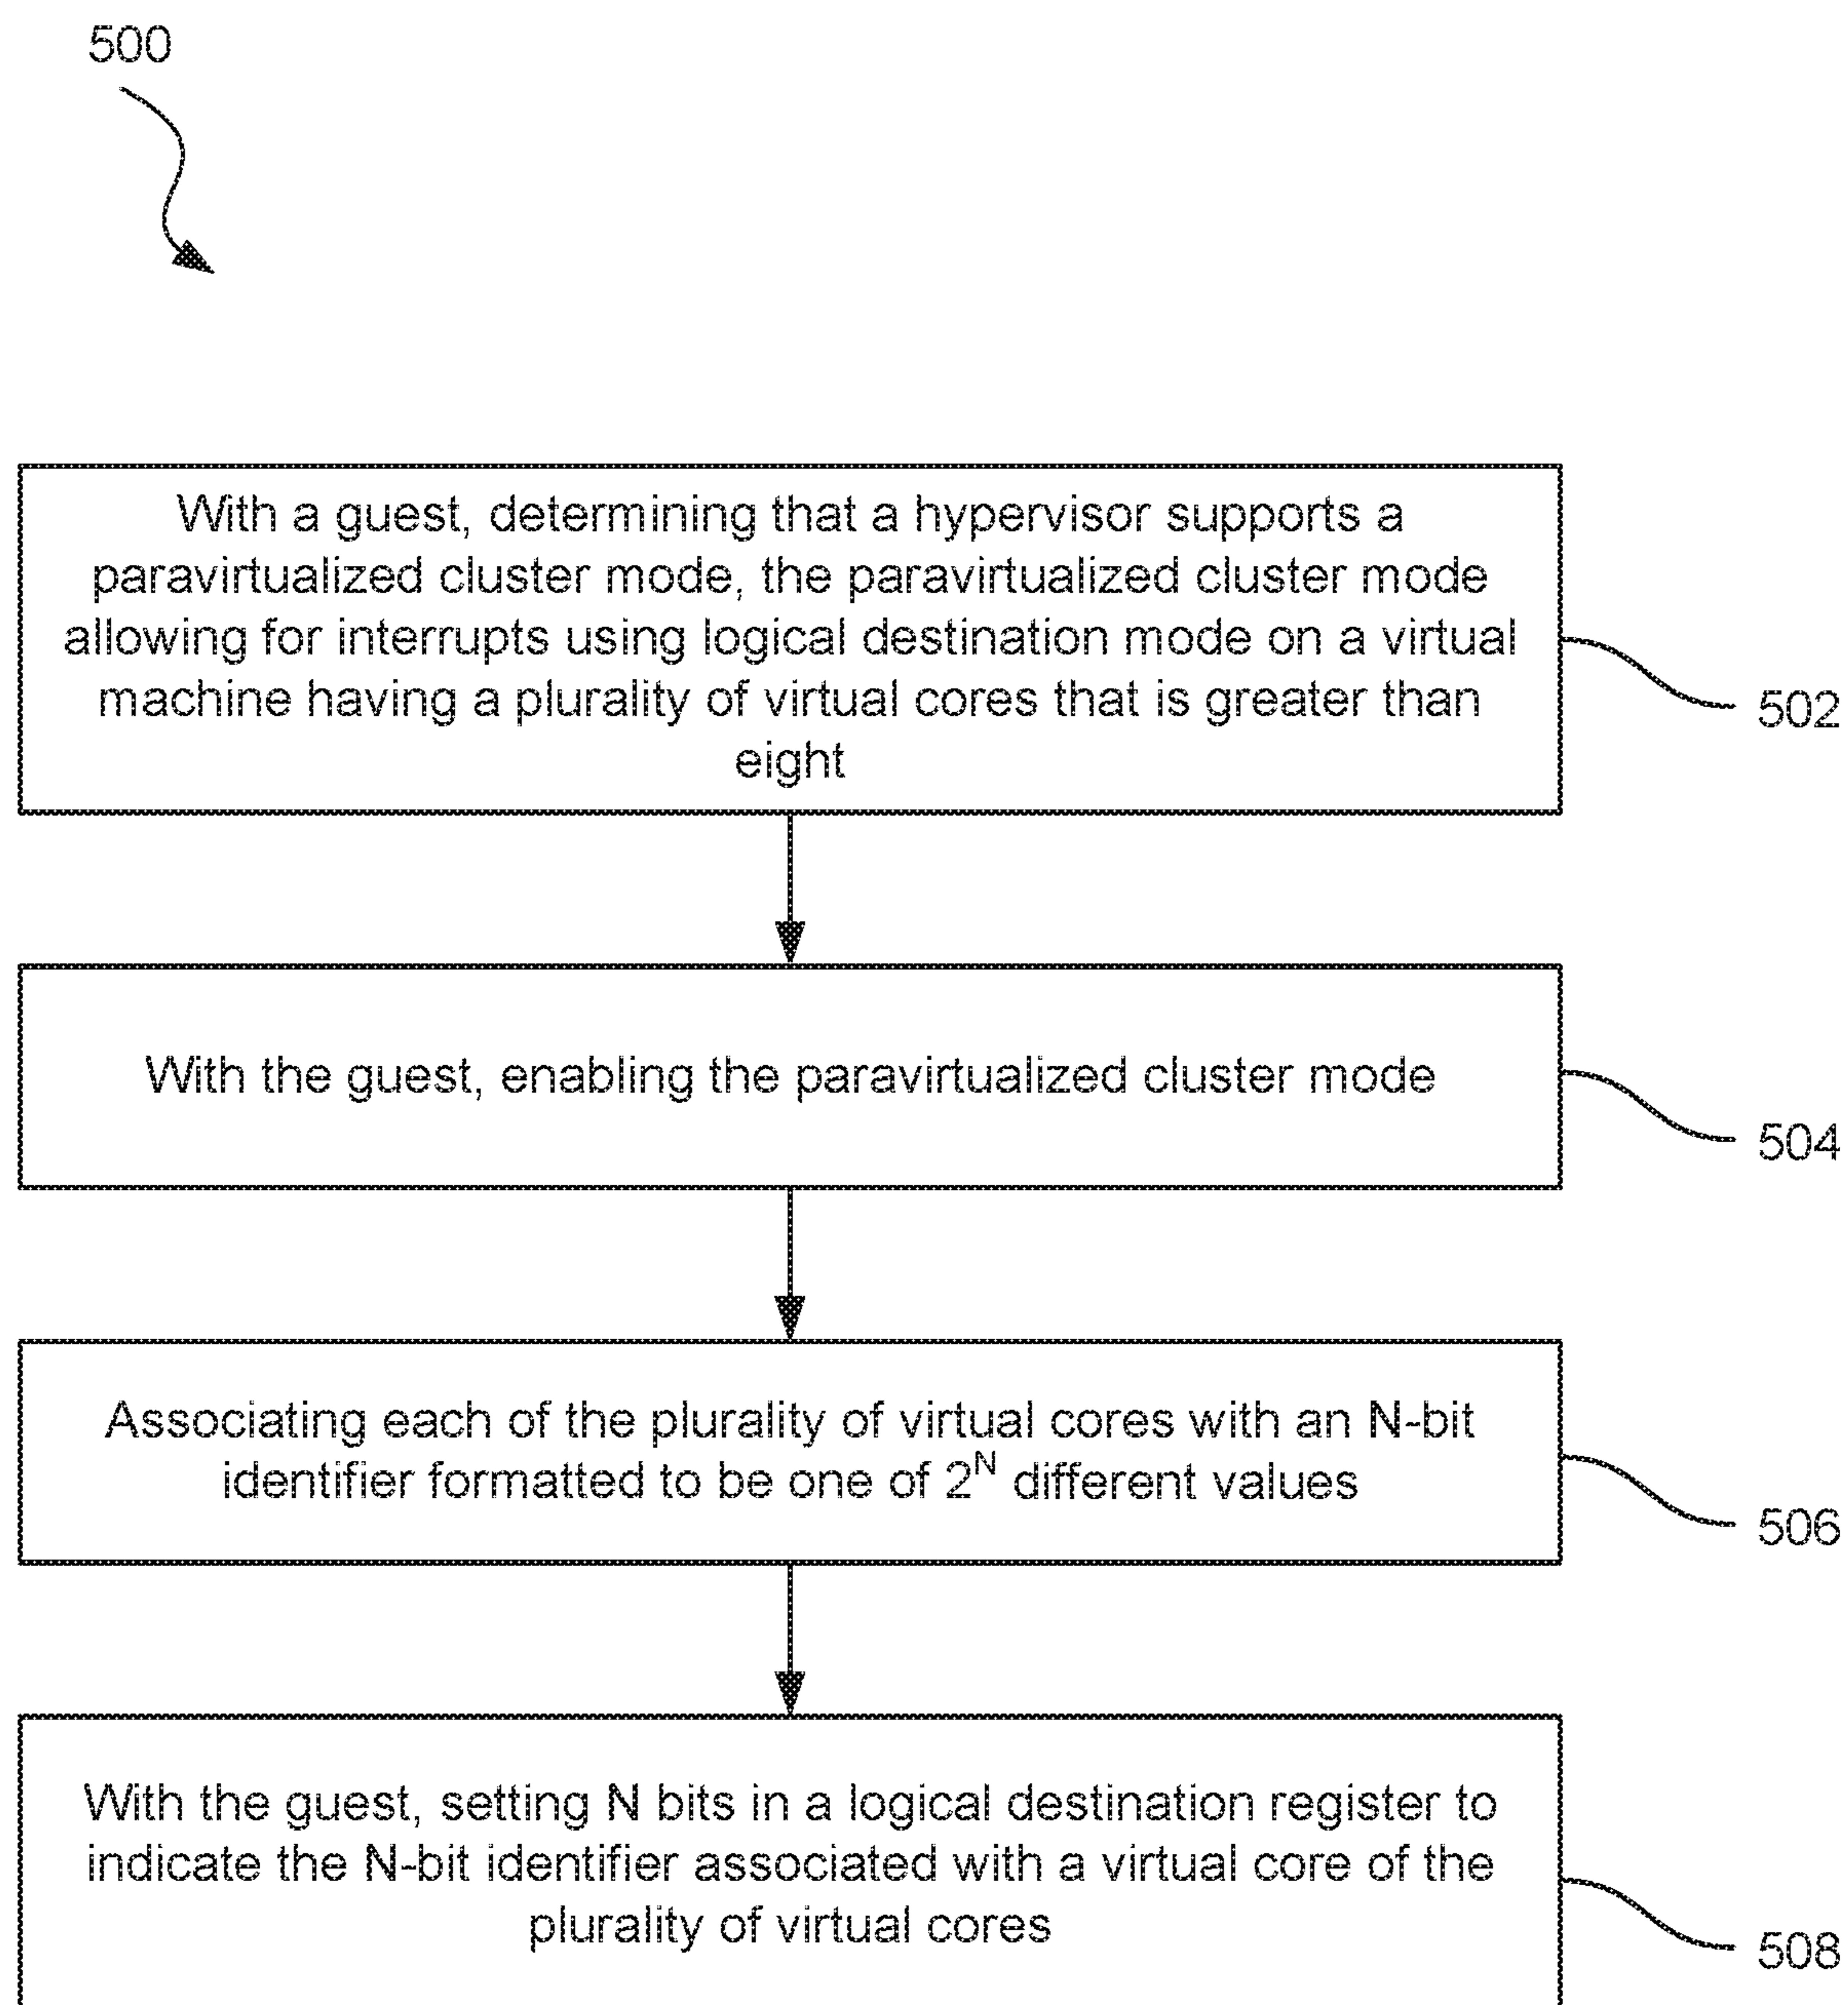 500
With a guest, determining that a hypervisor supports a
paravirtualized cluster mode, the paravirtualized cluster mode
allowing for interrupts using logical destination mode on a virtual
machine having a plurality of virtual cores that is greater than
eight
502
With the guest, enabling the paravirtualized cluster mode
504
Associating each of the plurality of virtual cores with an N-bit
identifier formatted to be one of 2^N different values
506
With the guest, setting N bits in a logical destination register to
indicate the N-bit identifier associated with a virtual core of the
plurality of virtual cores
508